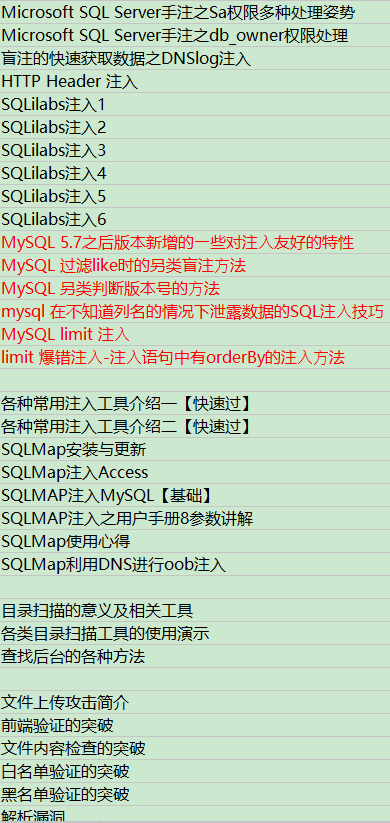 Microsoft SQL Server手注之Sa权限多种处理姿势
Microsoft SQL Server手注之db_owner权限处理
盲注的快速获取数据之DNSlog注入
HTTP Header 注入
SQLilabs注入1
SQLilabs注入2
SQLilabs注入3
SQLilabs注入4
SQLilabs注入5
SQLilabs注入6
MySQL 5.7之后版本新增的一些对注入友好的特性
MySQL 过滤like时的另类盲注方法
MySQL 另类判断版本号的方法
mysql 在不知道列名的情况下泄露数据的SQL注入技巧
MySQL limit 注入
limit 爆错注入-注入语句中有orderBy的注入方法
各种常用注入工具介绍一【快速过】
各种常用注入工具介绍二【快速过】
SQLMap安装与更新
SQLMap注入Access
SQLMAP注入MySQL【基础】
SQLMAP注入之用户手册8参数讲解
SQLMap使用心得
SQLMap利用DNS进行oob注入
目录扫描的意义及相关工具
各类目录扫描工具的使用演示
查找后台的各种方法
文件上传攻击简介
前端验证的突破
文件内容检查的突破
白名单验证的突破
黑名单验证的突破
解析漏洞